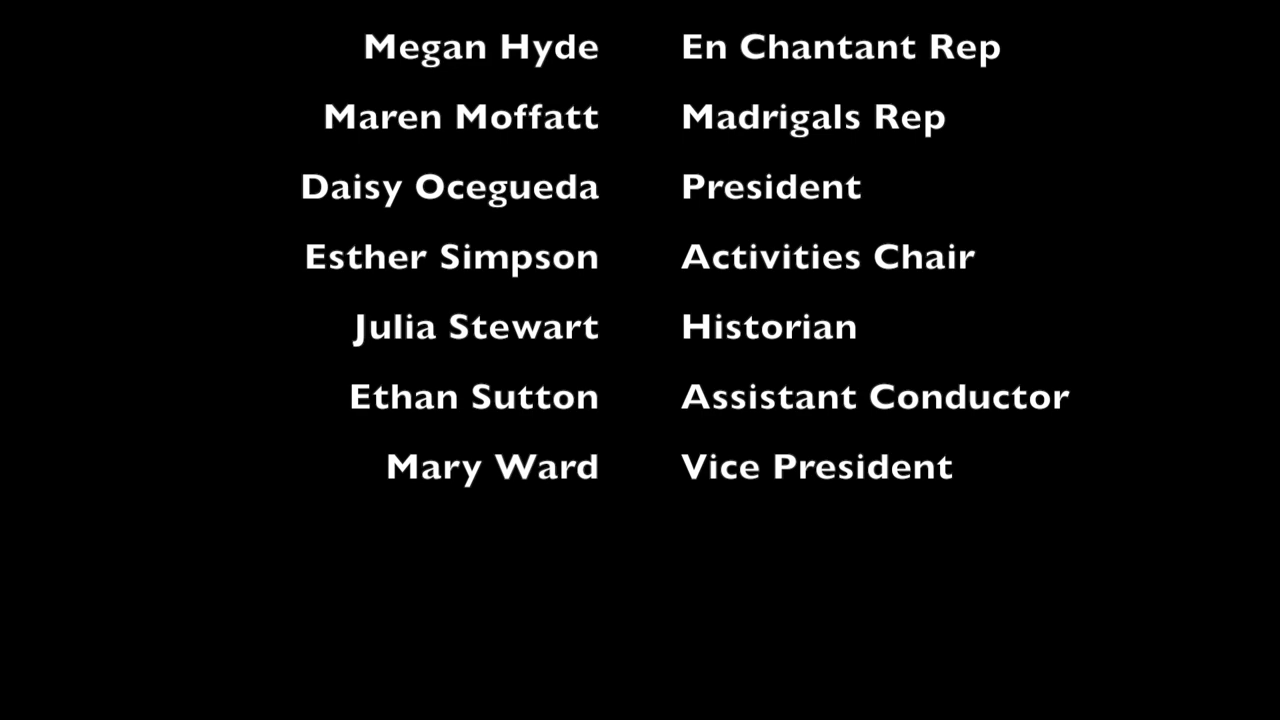 Megan Hyde En Chantant Rep
Maren Moffatt Madrigals Rep
Daisy Ocegueda President
Esther Simpson Activities Chair
Julia Stewart Historian
Ethan Sutton Assistant Conductor
Mary Ward Vice President